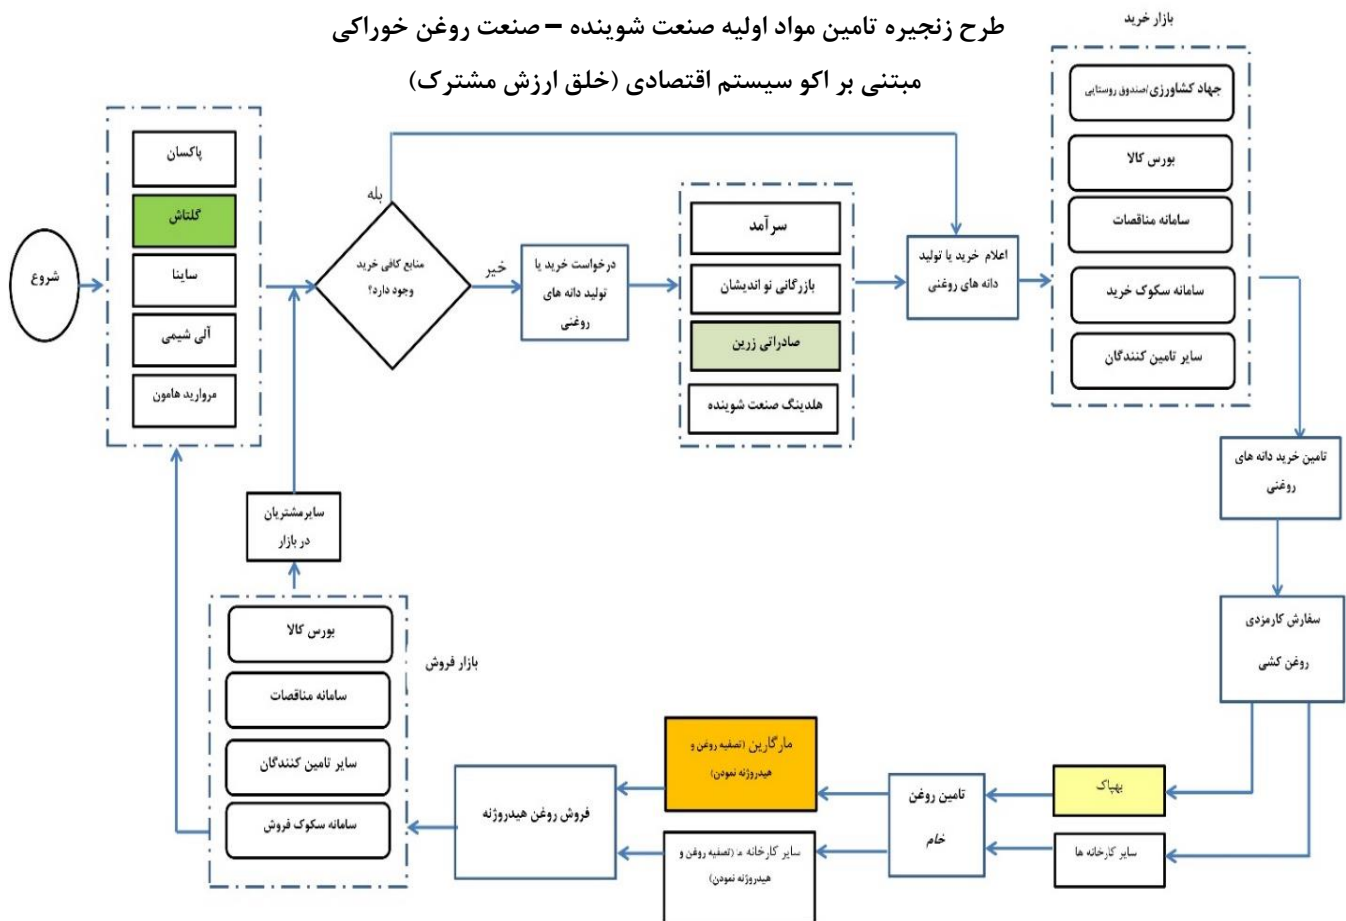 طرح زنجیره تامین مواد اولیه صنعت شوینده – صنعت روغن خوراکی
مبتنی بر اکو سیستم اقتصادی (خلق ارزش مشترک)
شروع
پاکسان
گلتاش
ساینا
آلی شیمی
مروارید هامون
بله
منابع کافی خرید
وجود دارد؟
خیر
درخواست خرید یا
تولید دانه های
روغنی
سرآمد
بازرگانی نو اندیشان
صادراتی زرین
هلدینگ صنعت شوینده
اعلام خرید یا تولید
دانه های روغنی
بازار خرید
جهاد کشاورزی/صندوق روستایی
بورس کالا
سامانه مناقصات
سامانه سکوک خرید
سایر تامین کنندگان
تامین خرید دانه های
روغنی
سفارش کارمزدی
روغن کشی
بهپاک
سایر کارخانه ها
تامین روغن
خام
مارگارین (تصفیه روغن و
هیدروژنه نمودن)
سایر کارخانه ها (تصفیه روغن و
هیدروژنه نمودن)
فروش روغن هیدروژنه
بازار فروش
بورس کالا
سامانه مناقصات
سایر تامین کنندگان
سامانه سکوک فروش
سایرمشتریان
در بازار